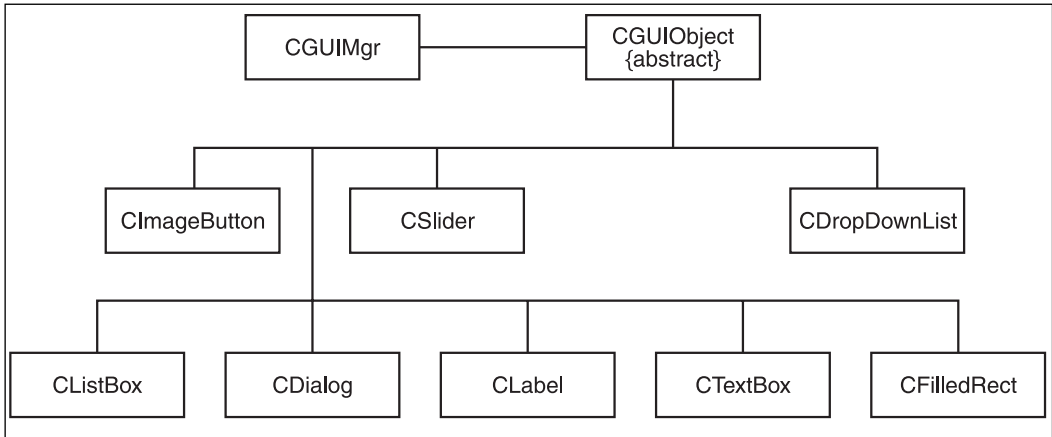 CGUIMgr
CGUIObject
{abstract}
CImageButton
CSlider
CDropDownList
CListBox
CDialog
CLabel
CTextBox
CFilledRect